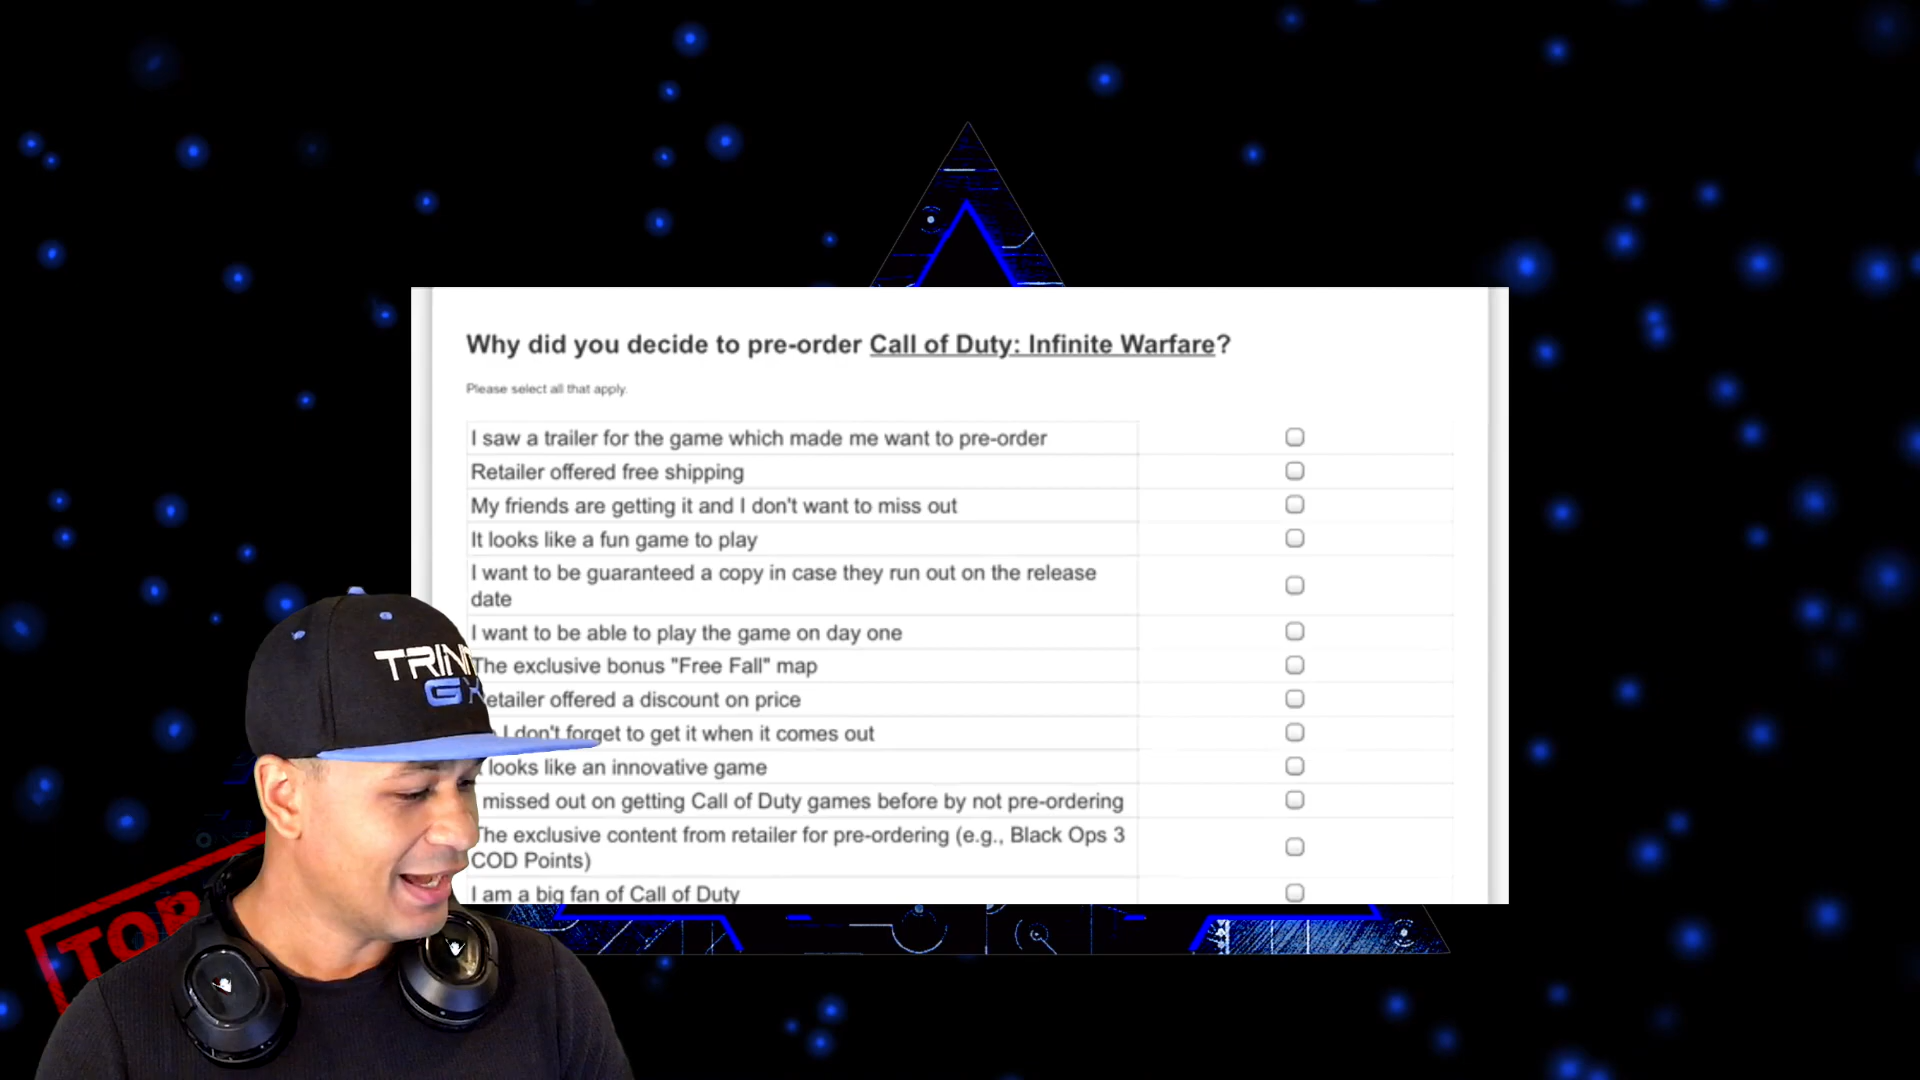 Why did you decide to pre-order Call of Duty: Infinite Warfare?
Please select all that apply.
I saw a trailer for the game which made me want to pre-order
Retailer offered free shipping
My friends are getting it and I don't want to miss out
It looks like a fun game to play
I want to be guaranteed a copy in case they run out on the release
date
I want to be able to play the game on day one
The exclusive bonus "Free Fall" map
etailer offered a discount on price
I don't forget to get it when it comes out
looks like an innovative game
missed out on getting Call of Duty games before by not pre-ordering
The exclusive content from retailer for pre-ordering (e.g., Black Ops 3
COD Points)
I am a big fan of Call of Duty
TRIN
G
TOP